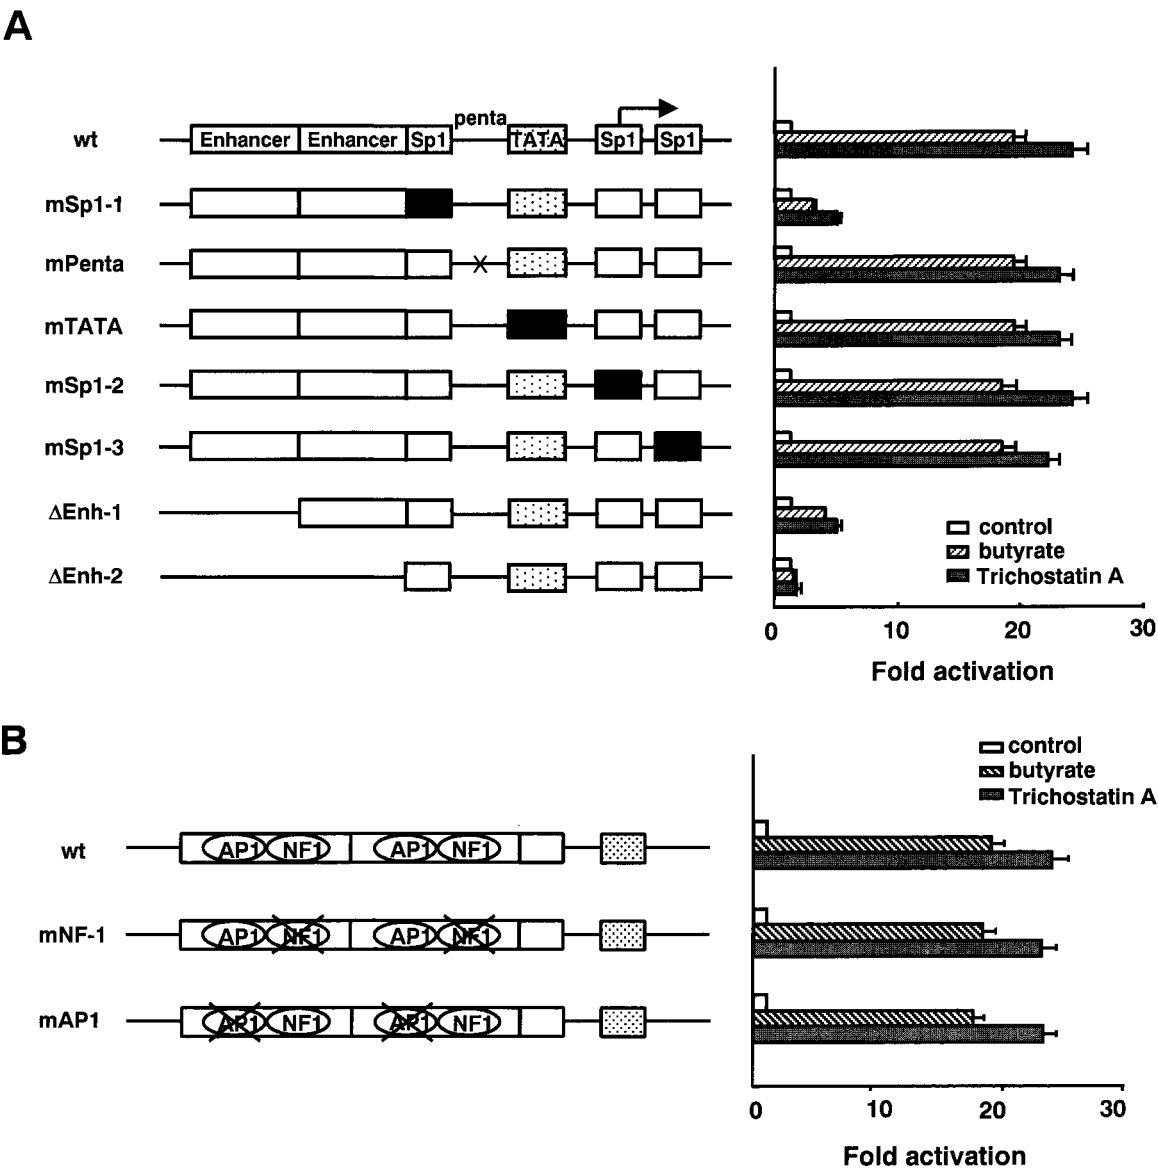 A
penta
wt Enhancer Enhancer Sp1 TATA Sp1 Sp1
mSp1-1
mPenta X
mTATA
mSp1-2
mSp1-3
ΔEnh-1
ΔEnh-2
control
butyrate
Trichostatin A
0 10 20 30
Fold activation
B
control
butyrate
Trichostatin A
wt AP1 NF1 AP1 NF1
mNF-1 AP1 NF1 AP1 NF1
mAP1 AP1 NF1 AP1 NF1
0 10 20 30
Fold activation